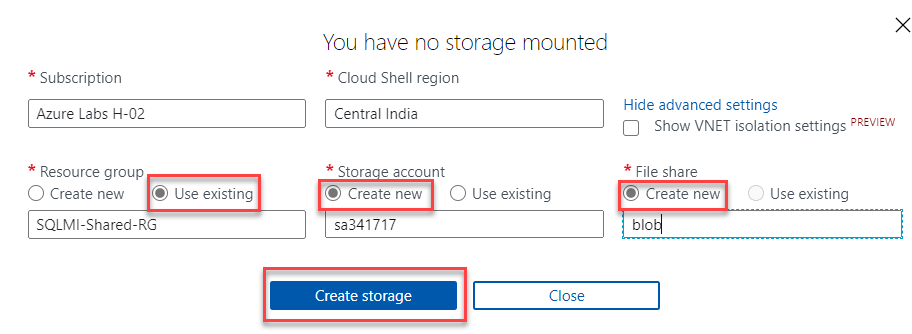 You have no storage mounted
* Subscription
* Cloud Shell region
Azure Labs H-02
Central India
Hide advanced settings
Show VNET isolation settings PREVIEW
* Resource group
Create new
Use existing
SQLMI-Shared-RG
* Storage account
Create new
Use existing
sa341717
* File share
Create new
Use existing
blob
Create storage
Close